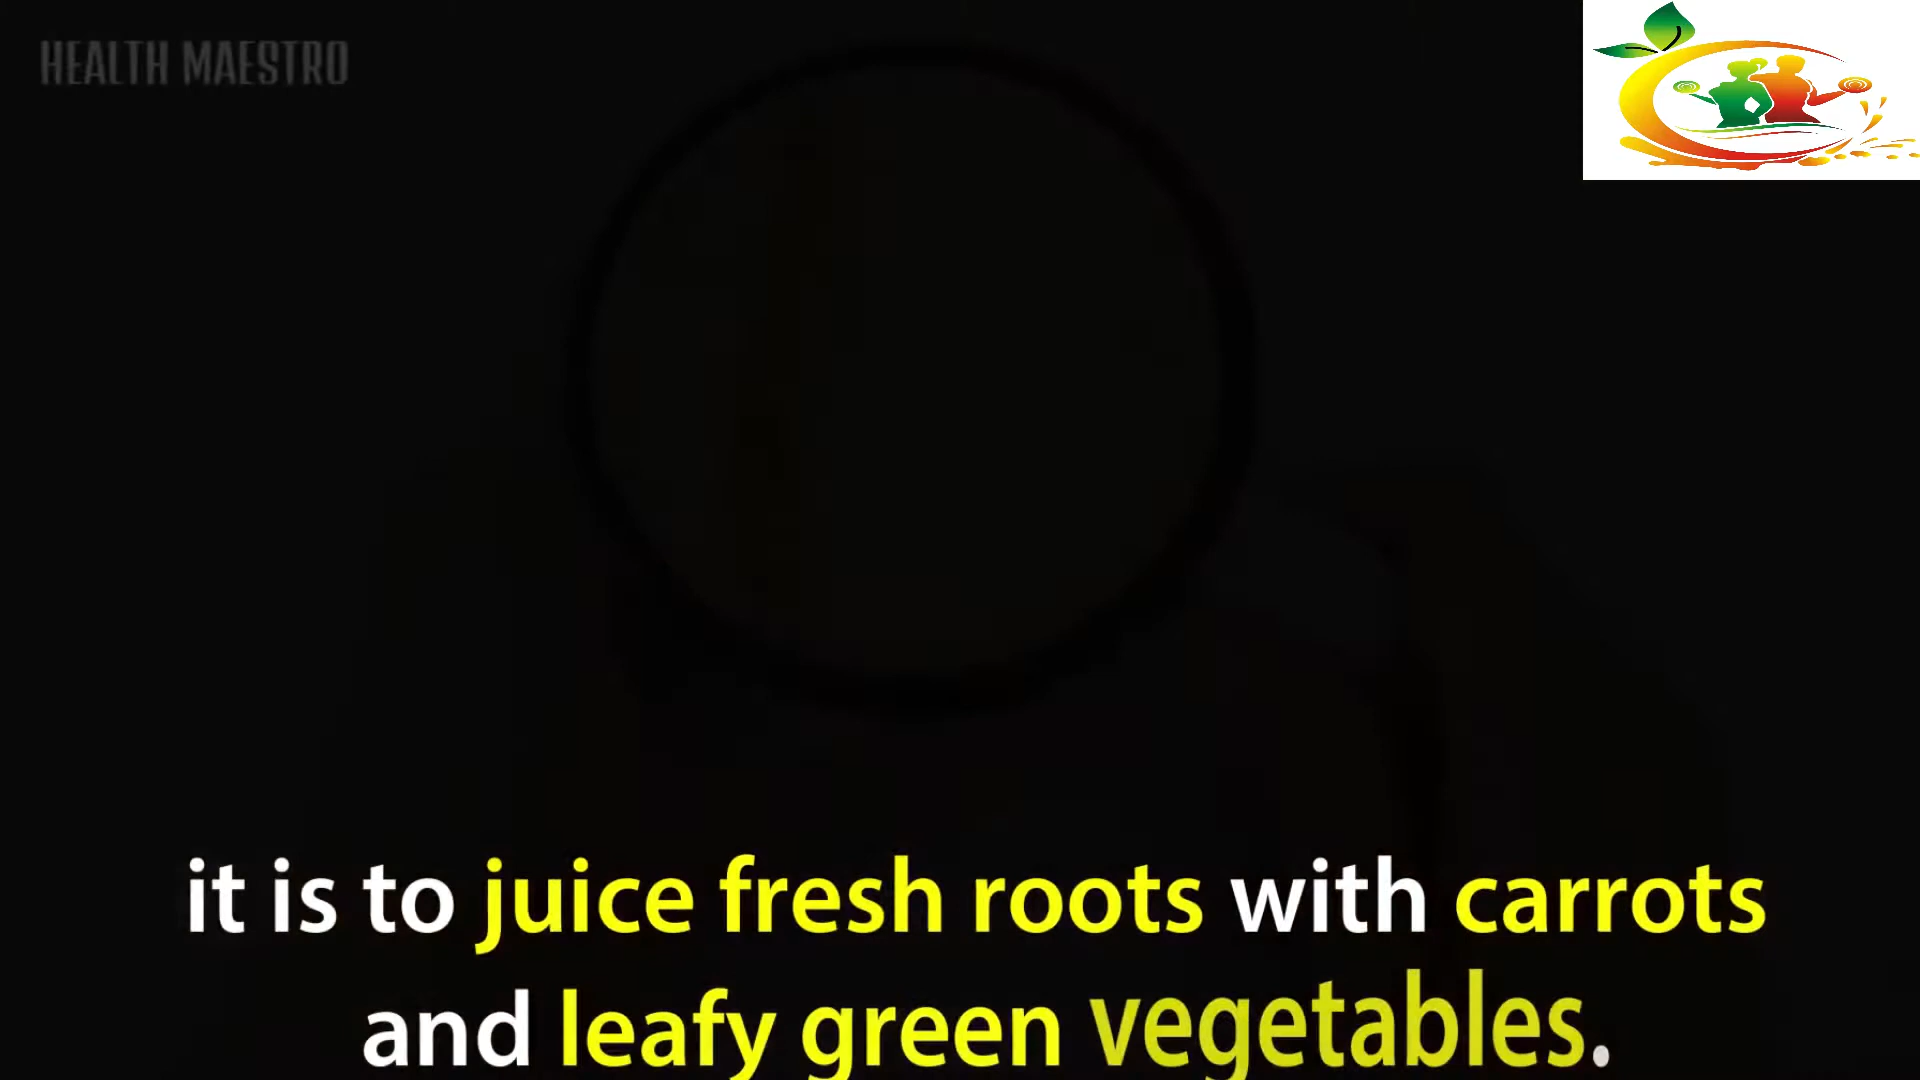 HEALTH MAESTRO
it is to juice fresh roots with carrots
and leafy green vegetables.